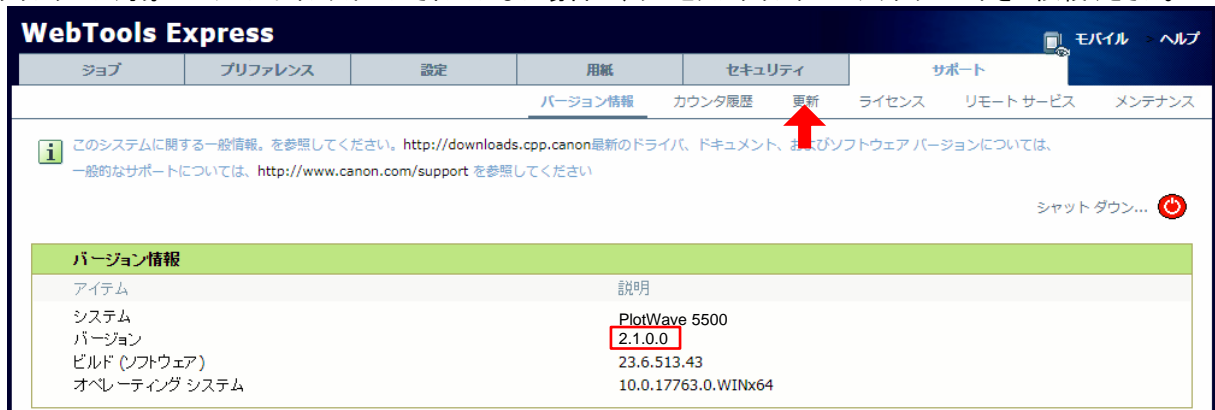 WebTools Express
モバイル ヘルプ
ジョブ プリファレンス 設定 用紙 セキュリティ サポート
バージョン情報 カウンタ履歴 更新 ライセンス リモート サービス メンテナンス
このシステムに関する一般情報。を参照してください。http://downloads.cpp.canon最新のドライバ、ドキュメント、およびソフトウェア バージョンについては、
一般的なサポートについては、http://www.canon.com/support を参照してください
シャット ダウン...
バージョン情報
アイテム 説明
システム PlotWave 5500
バージョン 2.1.0.0
ビルド (ソフトウェア) 23.6.513.43
オペレーティング システム 10.0.17763.0.WINx64